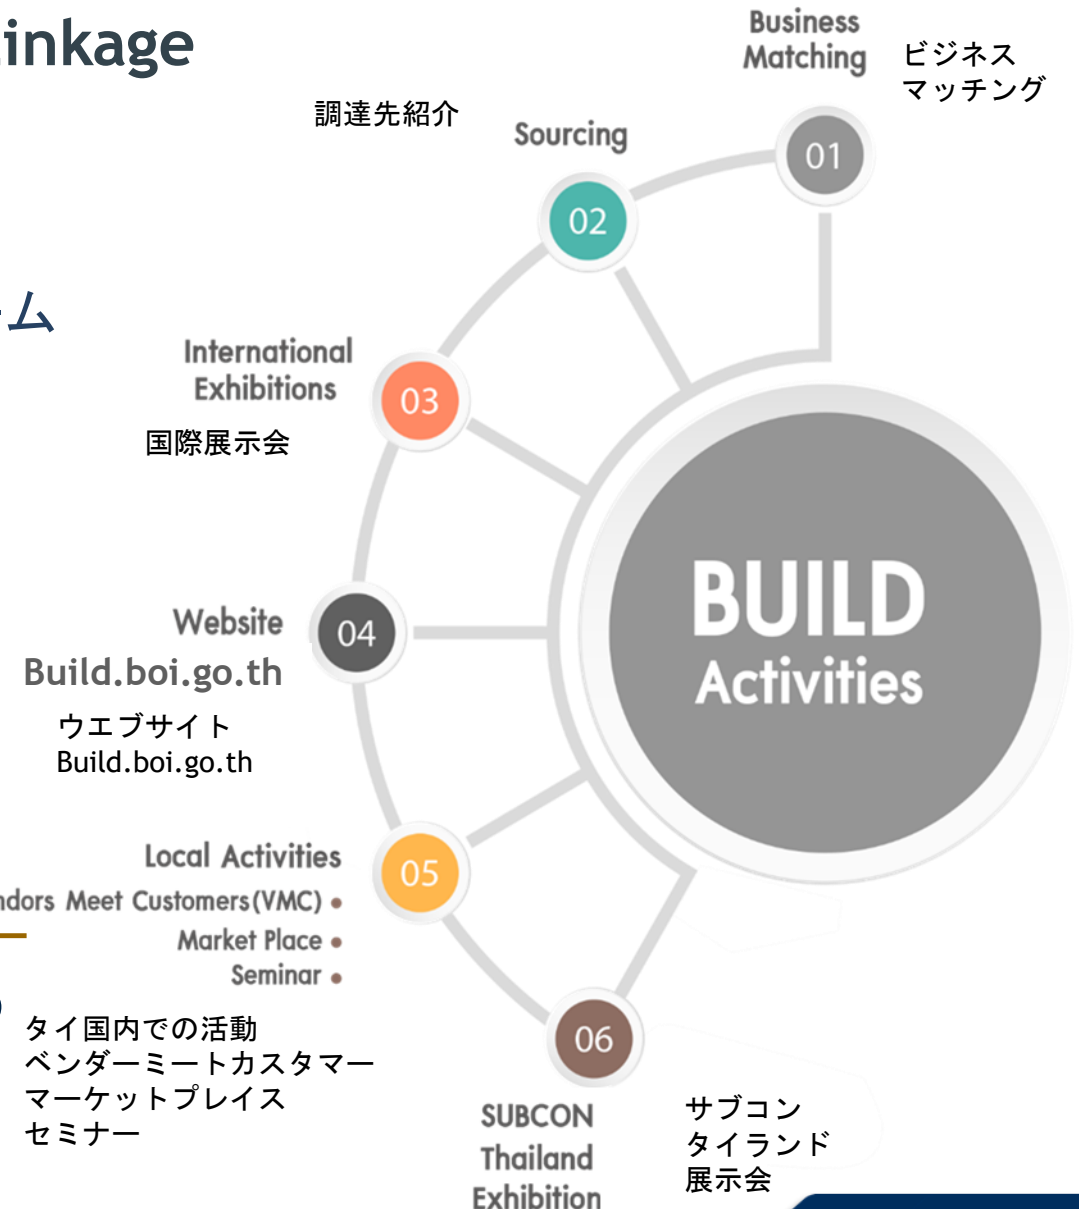 inkage
Business
Matching
ビジネス
マッチング
調達先紹介
Sourcing
01
02
ーム
International
Exhibitions
03
国際展示会
BUILD
Activities
Website
04
Build.boi.go.th
ウエブサイト
Build.boi.go.th
Local Activities
05
ndors Meet Customers(VMC) •
Market Place •
Seminar •
タイ国内での活動
ベンダーミートカスタマー
マーケットプレイス
セミナー
06
SUBCON
Thailand
Exhibition
サブコン
タイランド
展示会